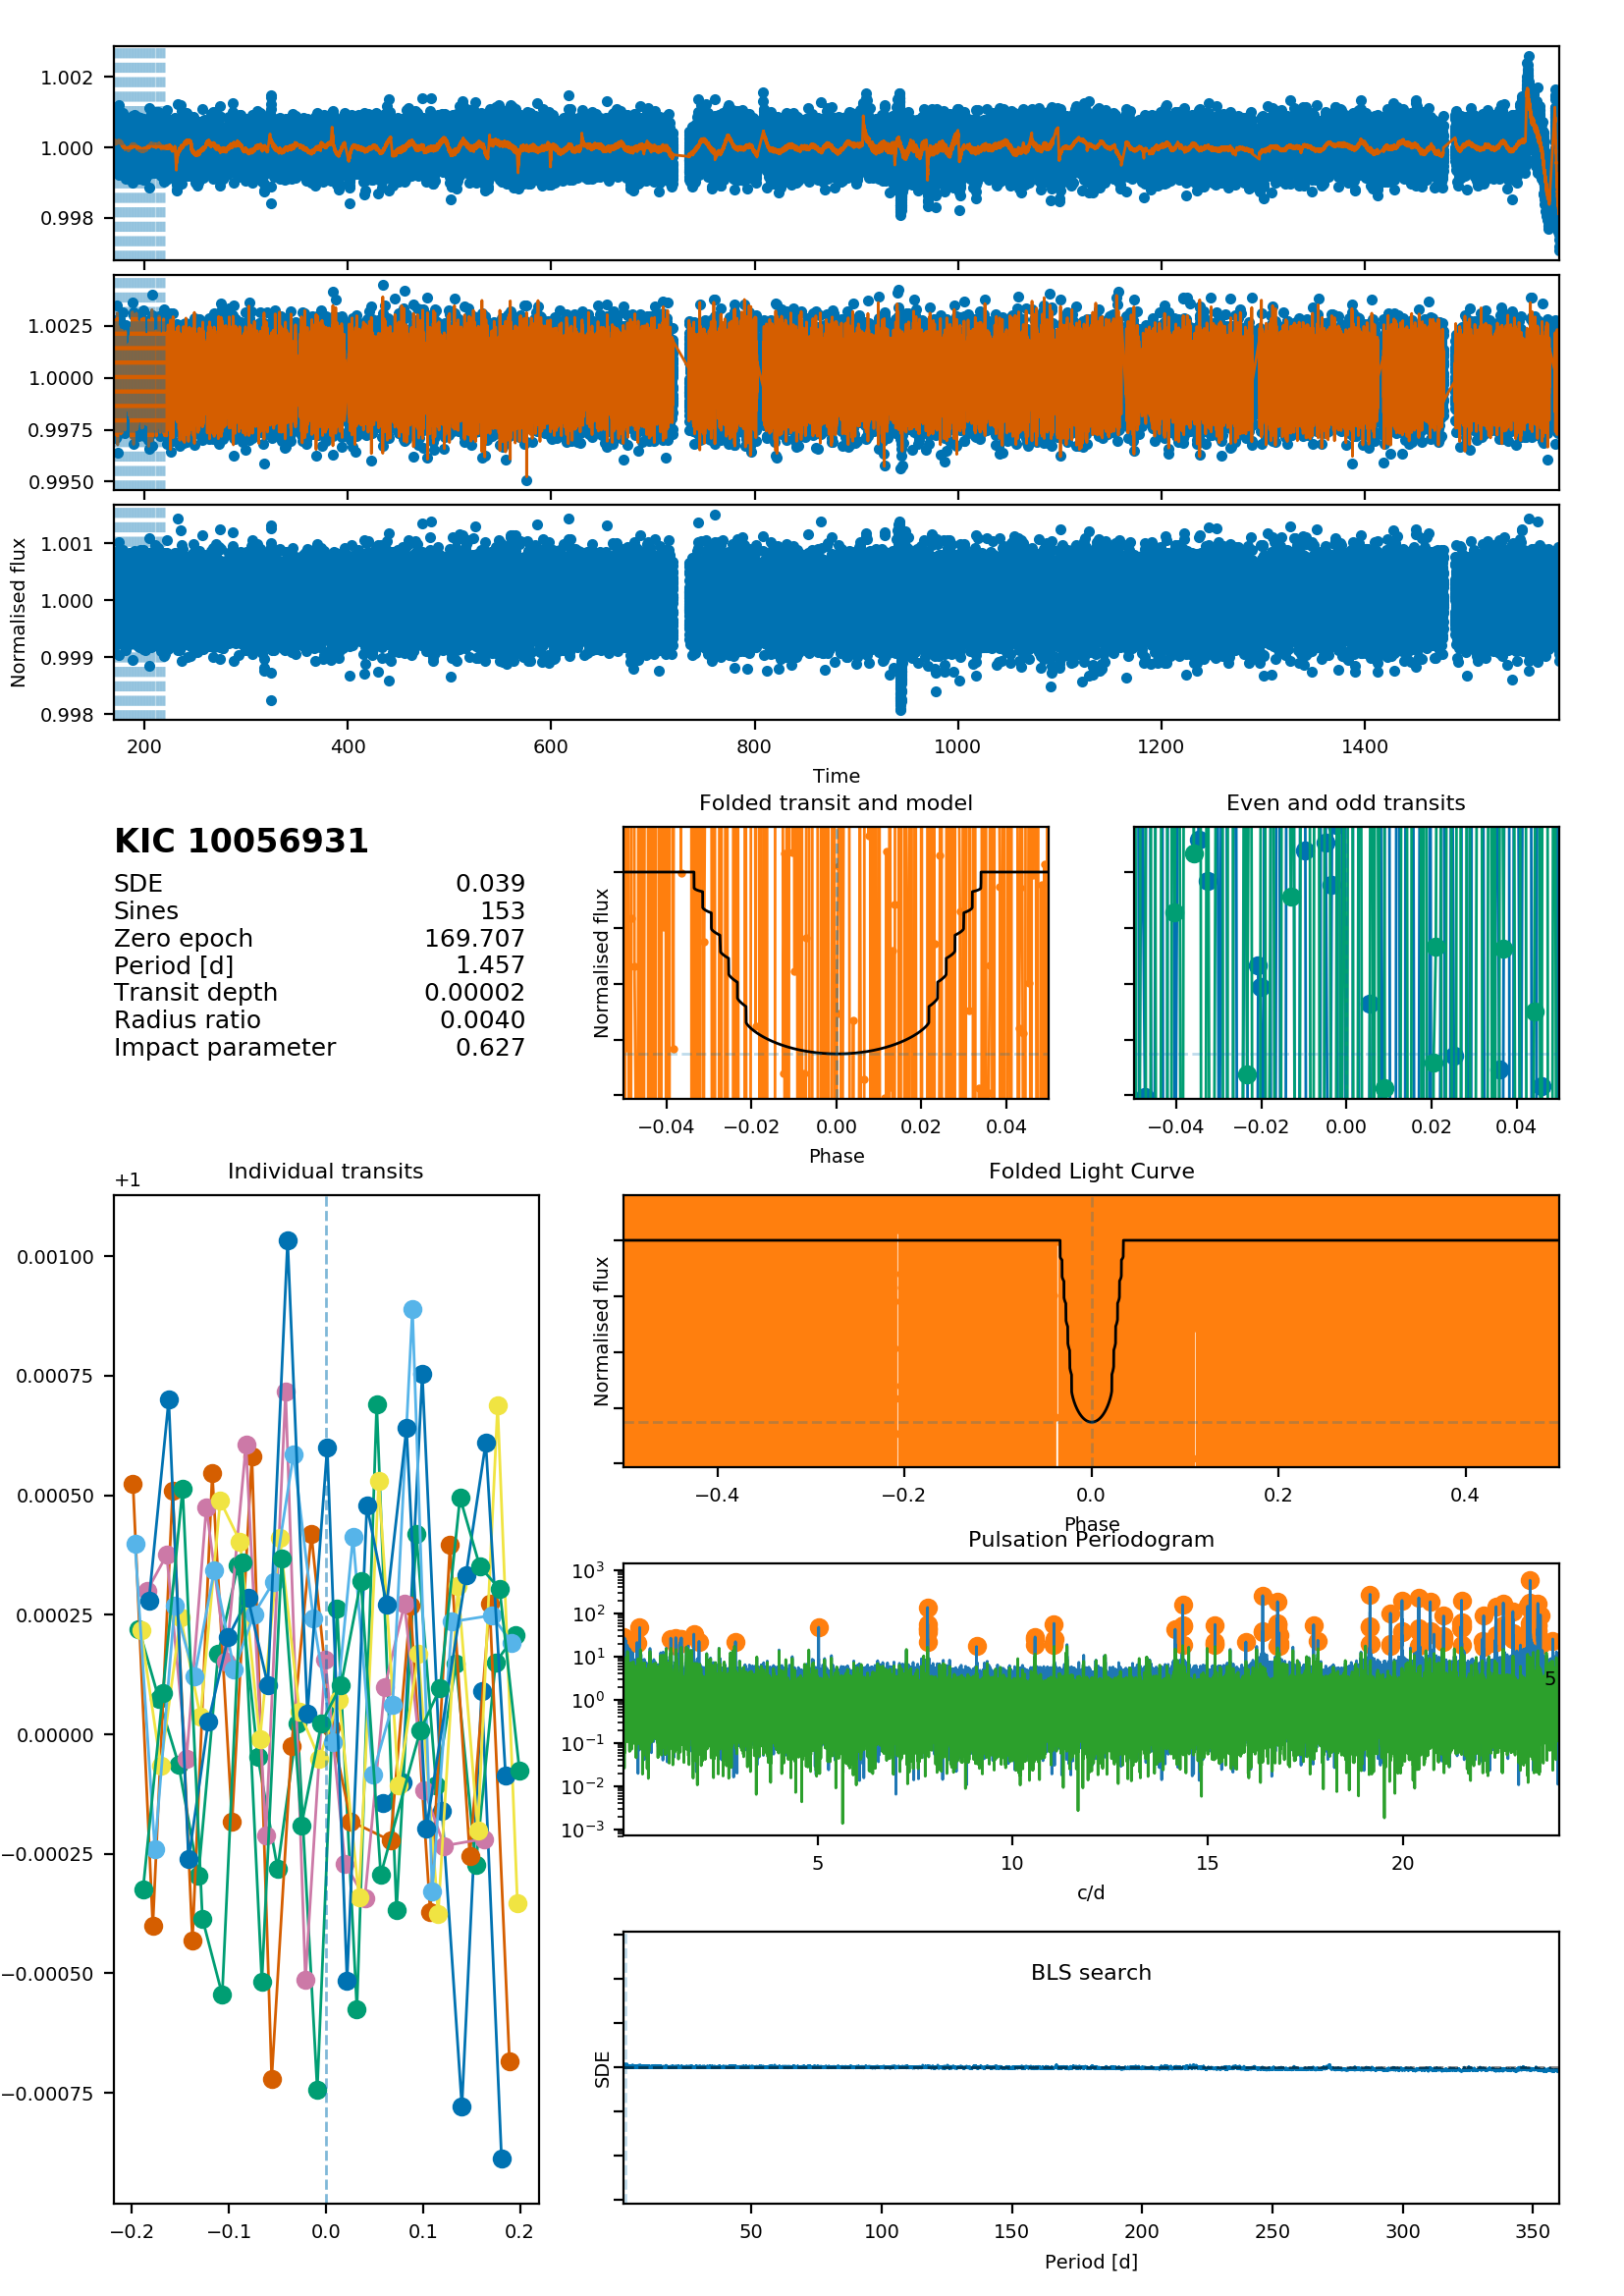 1.002
1.000
0.998
1.0025
1.0000
0.9975
0.9950
1.001
1.000
0.999
0.998
Normalised flux
200 400 600 800 1000 1200 1400
Time
KIC 10056931
SDE 0.039
Sines 153
Zero epoch 169.707
Period [d] 1.457
Transit depth 0.00002
Radius ratio 0.0040
Impact parameter 0.627
Folded transit and model
Normalised flux
−0.04 −0.02 0.00 0.02 0.04
Phase
Even and odd transits
−0.04 −0.02 0.00 0.02 0.04
Individual transits
+1
0.00100
0.00075
0.00050
0.00025
0.00000
−0.00025
−0.00050
−0.00075
−0.2 −0.1 0.0 0.1 0.2
Folded Light Curve
Normalised flux
−0.4 −0.2 0.0 0.2 0.4
Phase
Pulsation Periodogram
10³
10²
10¹
10⁰
10⁻¹
10⁻²
10⁻³
5
5 10 15 20
c/d
BLS search
SDE
50 100 150 200 250 300 350
Period [d]